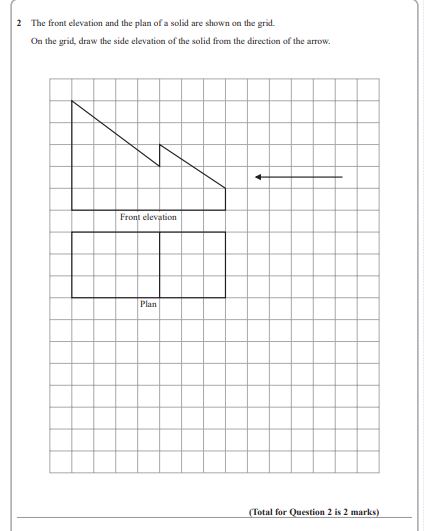 2 The front elevation and the plan of a solid are shown on the grid.
On the grid, draw the side elevation of the solid from the direction of the arrow.
Front elevation
Plan
(Total for Question 2 is 2 marks)